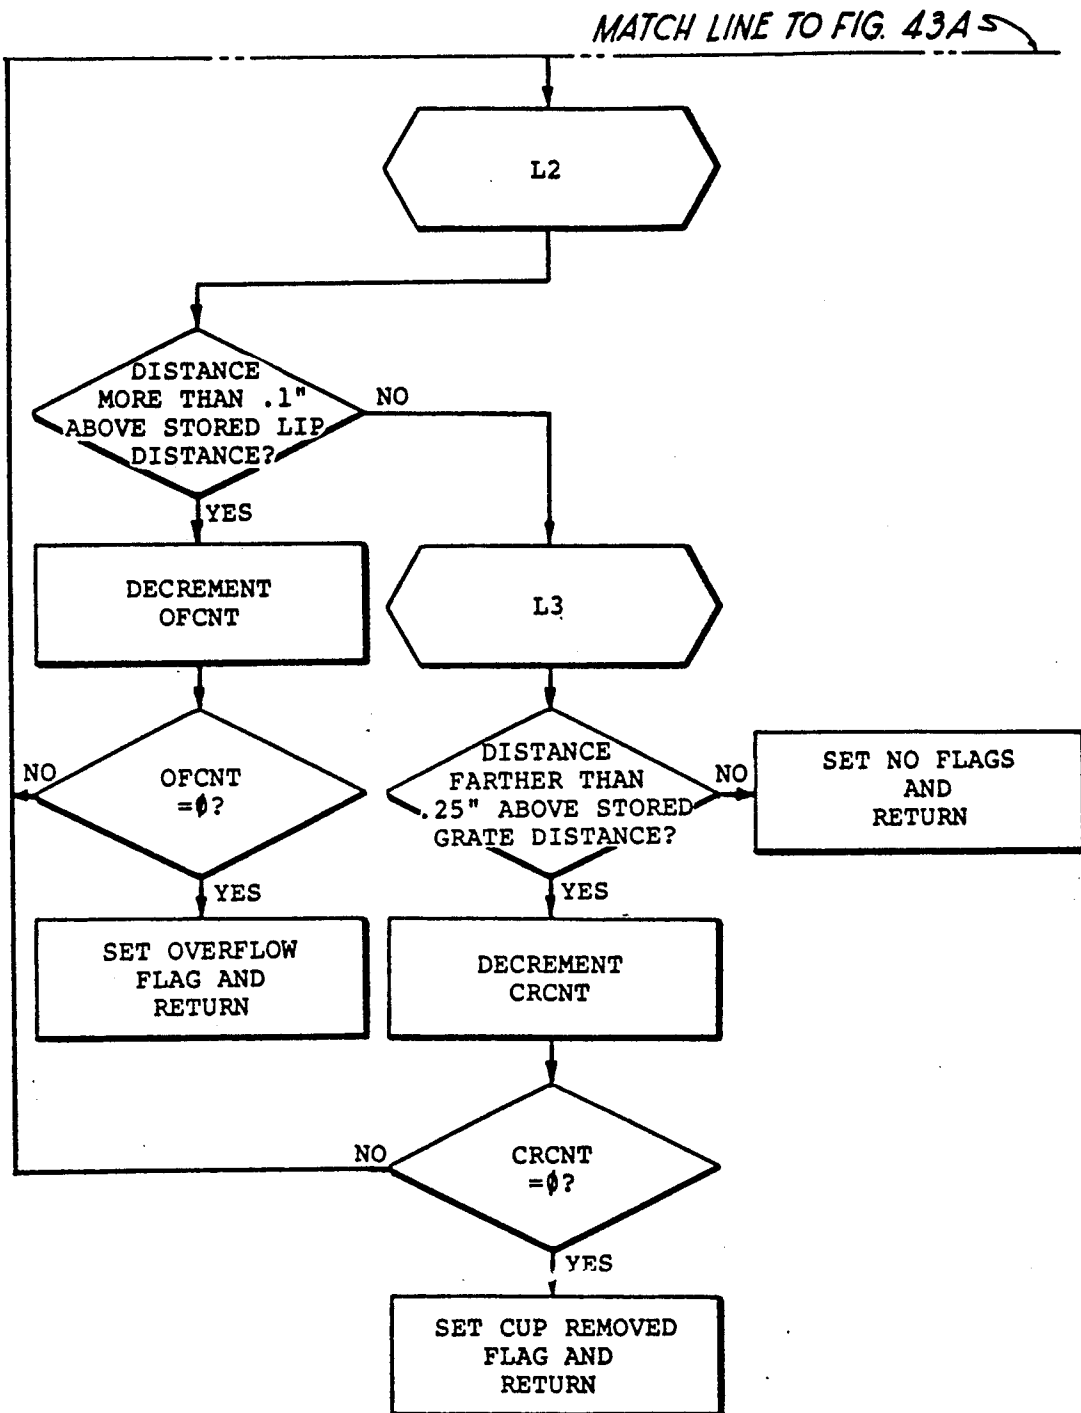 MATCH LINE TO FIG. 43A
L2
DISTANCE
MORE THAN .1"
ABOVE STORED LIP
DISTANCE?
NO
YES
DECREMENT
OFCNT
L3
OFCNT
=ϕ?
NO
YES
DISTANCE
FARTHER THAN
.25" ABOVE STORED
GRATE DISTANCE?
NO
SET NO FLAGS
AND
RETURN
YES
SET OVERFLOW
FLAG AND
RETURN
DECREMENT
CRCNT
NO
CRCNT
=ϕ?
YES
SET CUP REMOVED
FLAG AND
RETURN